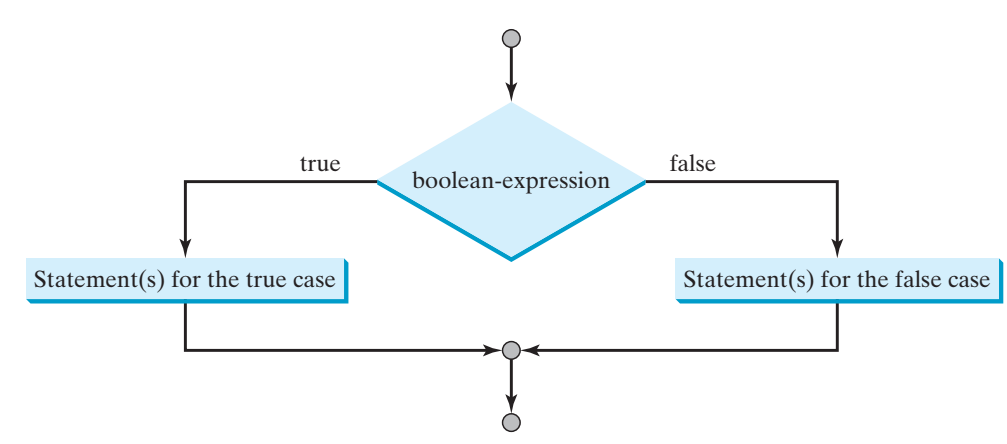 true
false
boolean-expression
Statement(s) for the true case
Statement(s) for the false case